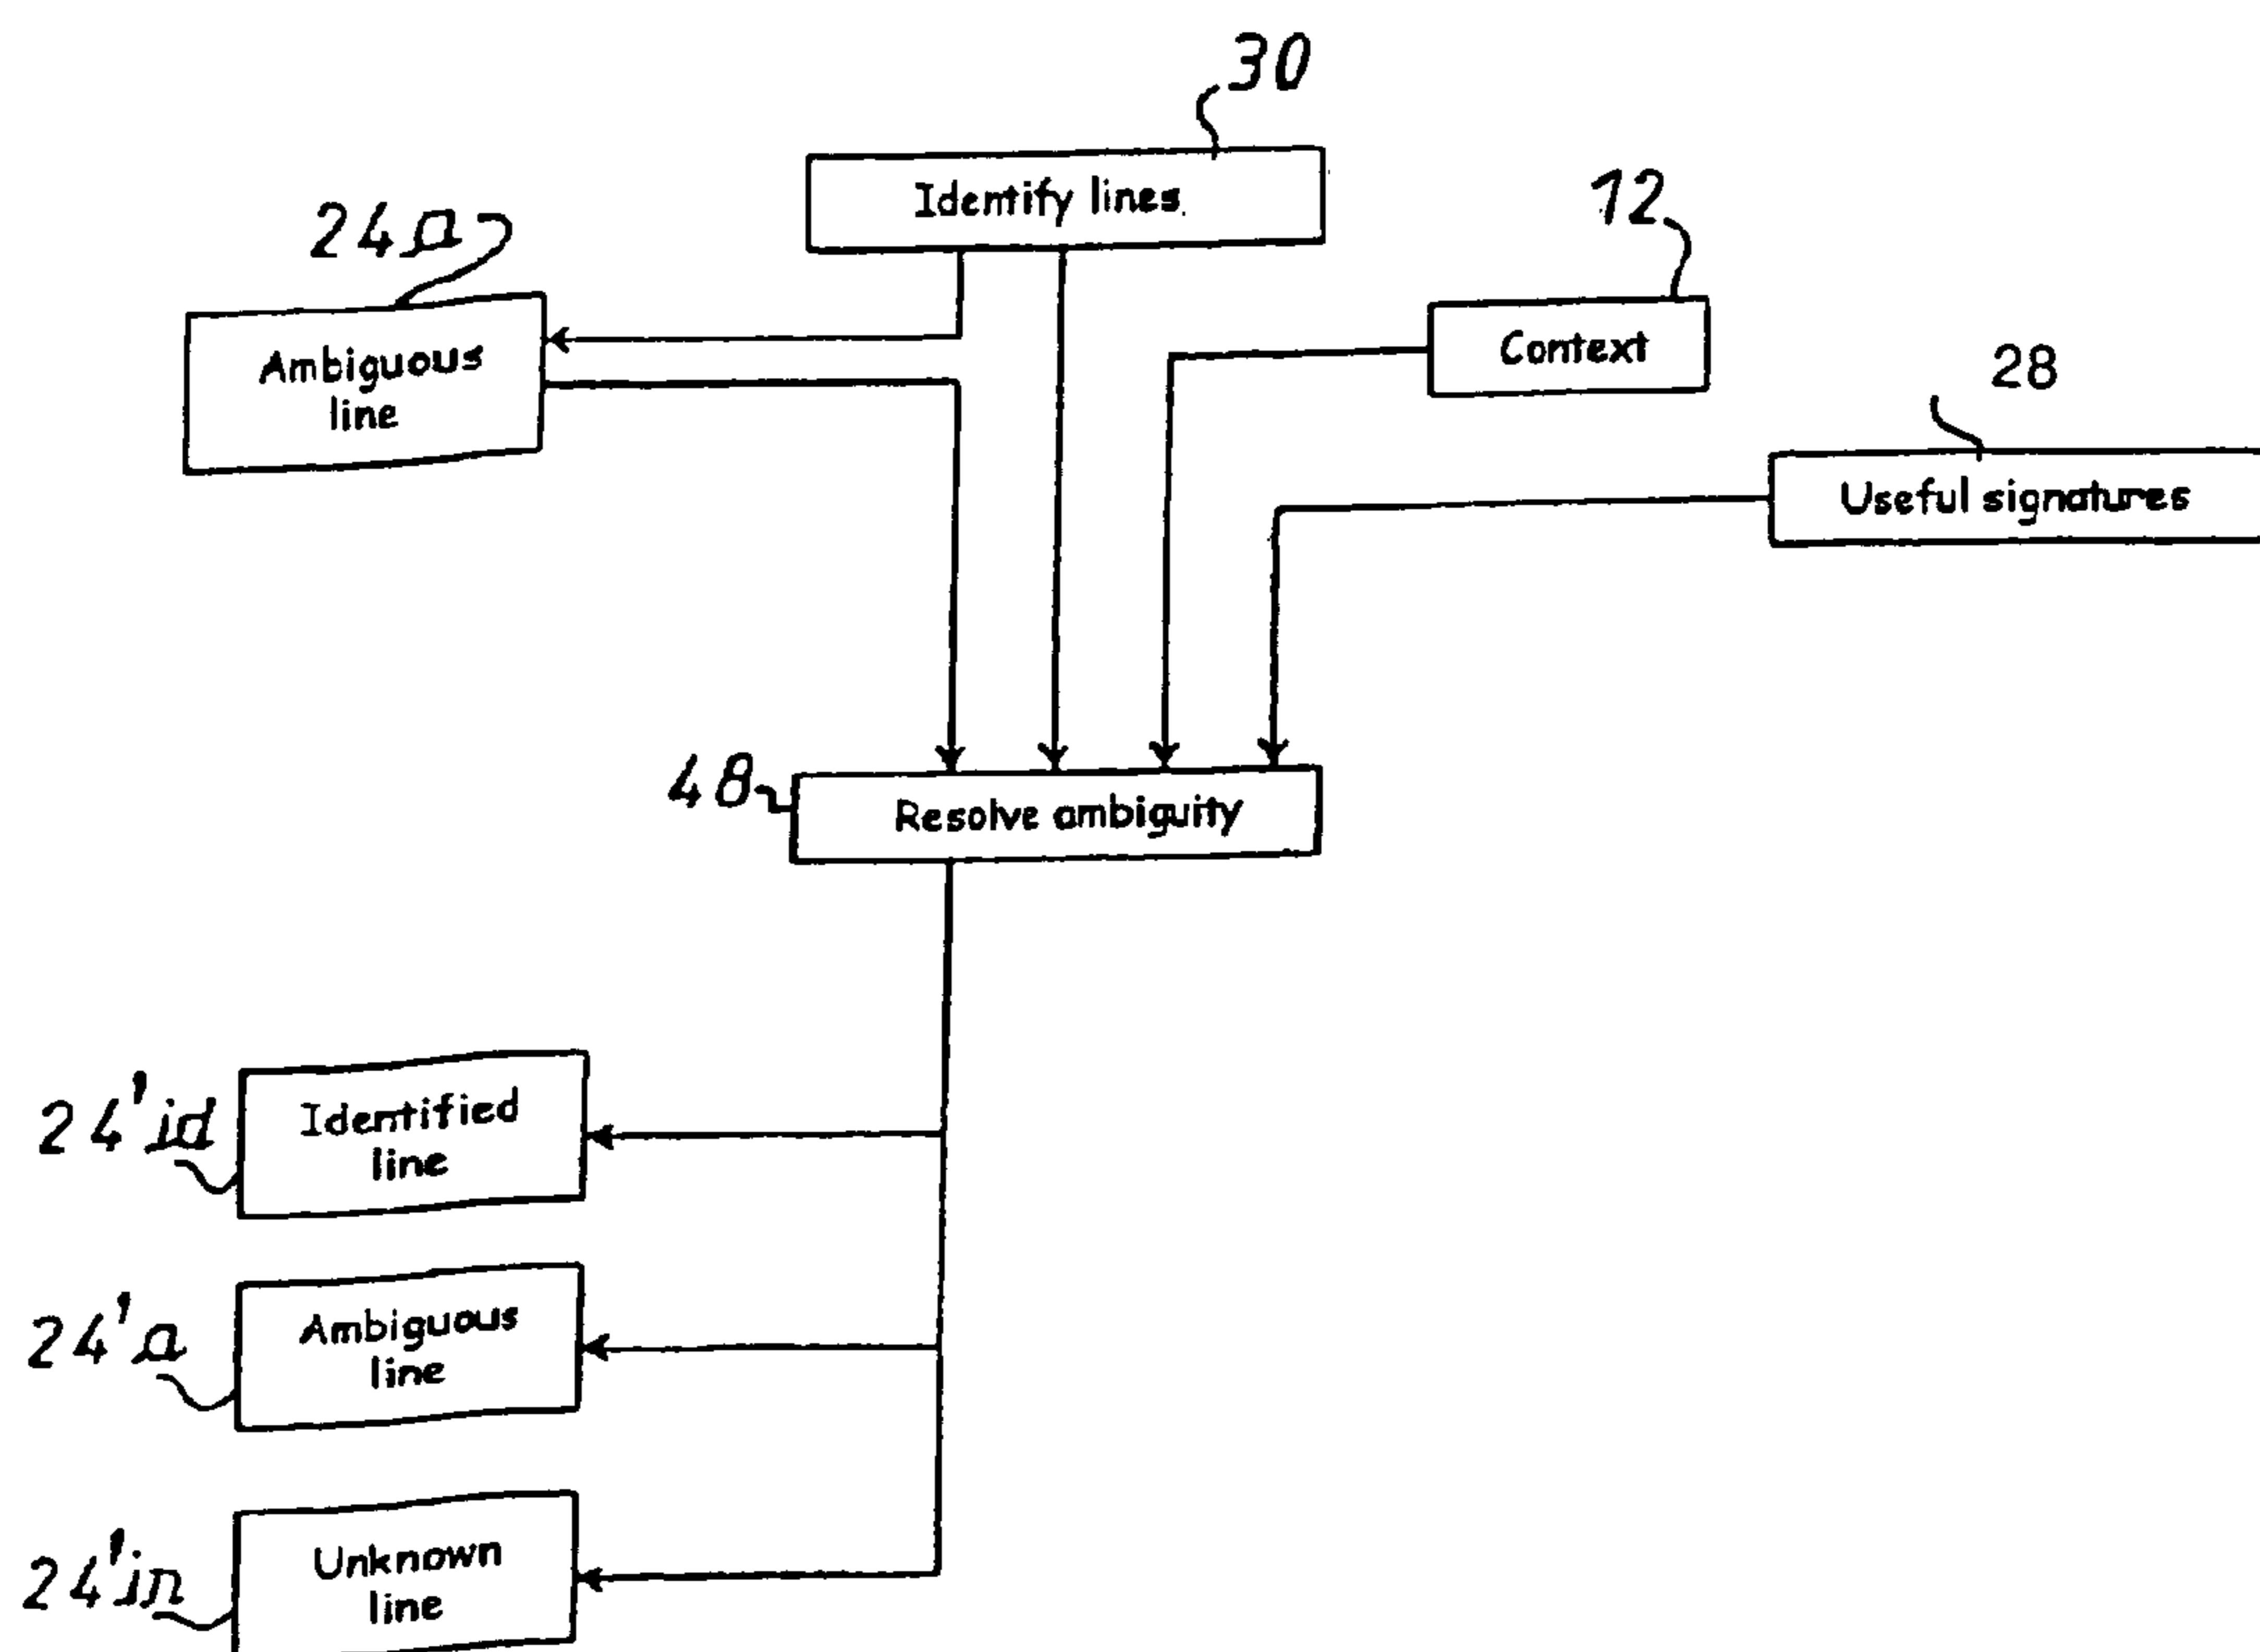 30
Identify lines
12
24a
Context
Ambiguous
line
28
Useful signatures
48
Resolve ambiguity
24'id
Identified
line
24'a
Ambiguous
line
24'in
Unknown
line